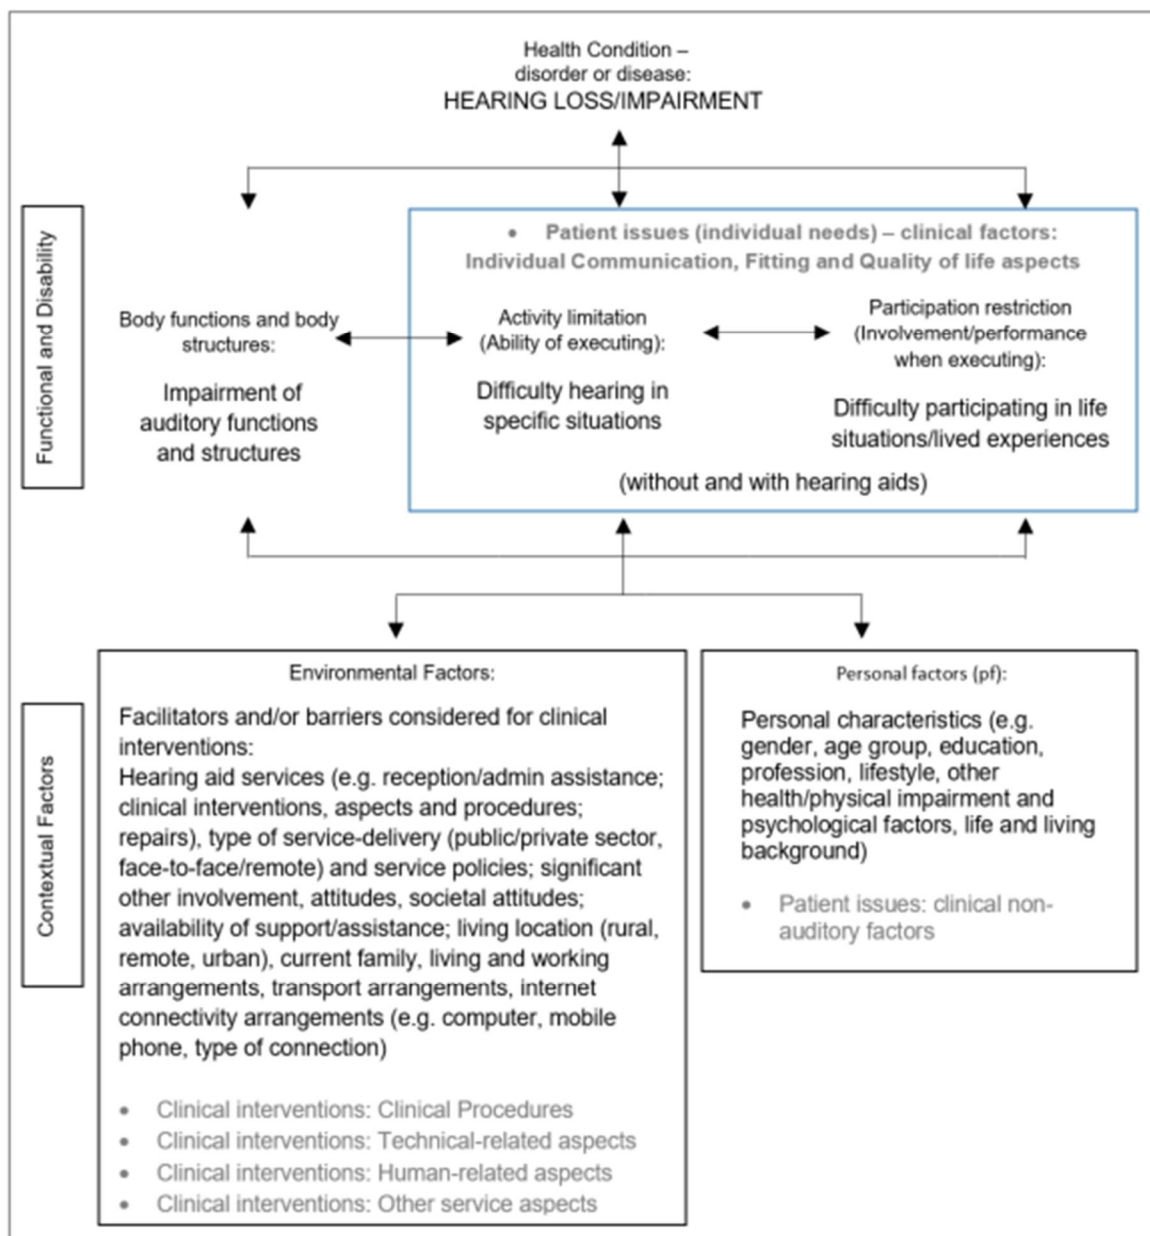 Health Condition –
disorder or disease:
HEARING LOSS/IMPAIRMENT
Functional and Disability
• Patient issues (individual needs) – clinical factors:
Individual Communication, Fitting and Quality of life aspects
Body functions and body
structures:
Impairment of
auditory functions
and structures
Activity limitation
(Ability of executing):
Difficulty hearing in
specific situations
Participation restriction
(Involvement/performance
when executing):
Difficulty participating in life
situations/lived experiences
(without and with hearing aids)
Contextual Factors
Environmental Factors:
Facilitators and/or barriers considered for clinical
interventions:
Hearing aid services (e.g. reception/admin assistance;
clinical interventions, aspects and procedures;
repairs), type of service-delivery (public/private sector,
face-to-face/remote) and service policies; significant
other involvement, attitudes, societal attitudes;
availability of support/assistance; living location (rural,
remote, urban), current family, living and working
arrangements, transport arrangements, internet
connectivity arrangements (e.g. computer, mobile
phone, type of connection)
• Clinical interventions: Clinical Procedures
• Clinical interventions: Technical-related aspects
• Clinical interventions: Human-related aspects
• Clinical interventions: Other service aspects
Personal factors (pf):
Personal characteristics (e.g.
gender, age group, education,
profession, lifestyle, other
health/physical impairment and
psychological factors, life and living
background)
• Patient issues: clinical non-
auditory factors